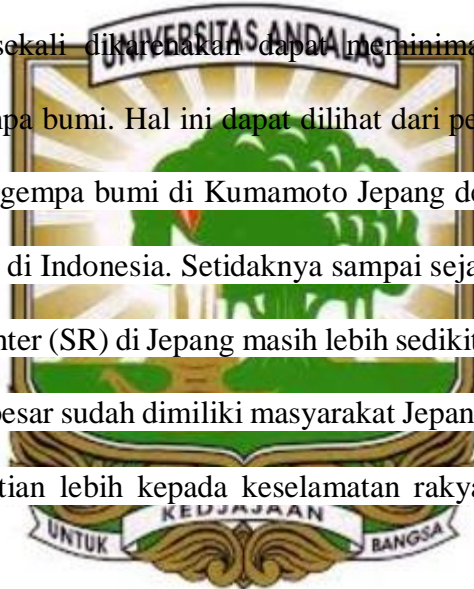 UNIVERSITAS ANDALAS
sekali dikarenakan dapat meminima
pa bumi. Hal ini dapat dilihat dari pe
gempa bumi di Kumamoto Jepang de
di Indonesia. Setidaknya sampai seja
nter (SR) di Jepang masih lebih sedikit
besar sudah dimiliki masyarakat Jepan
tian lebih kepada keselamatan rakya
KEDJAJAAN
UNTUK BANGSA